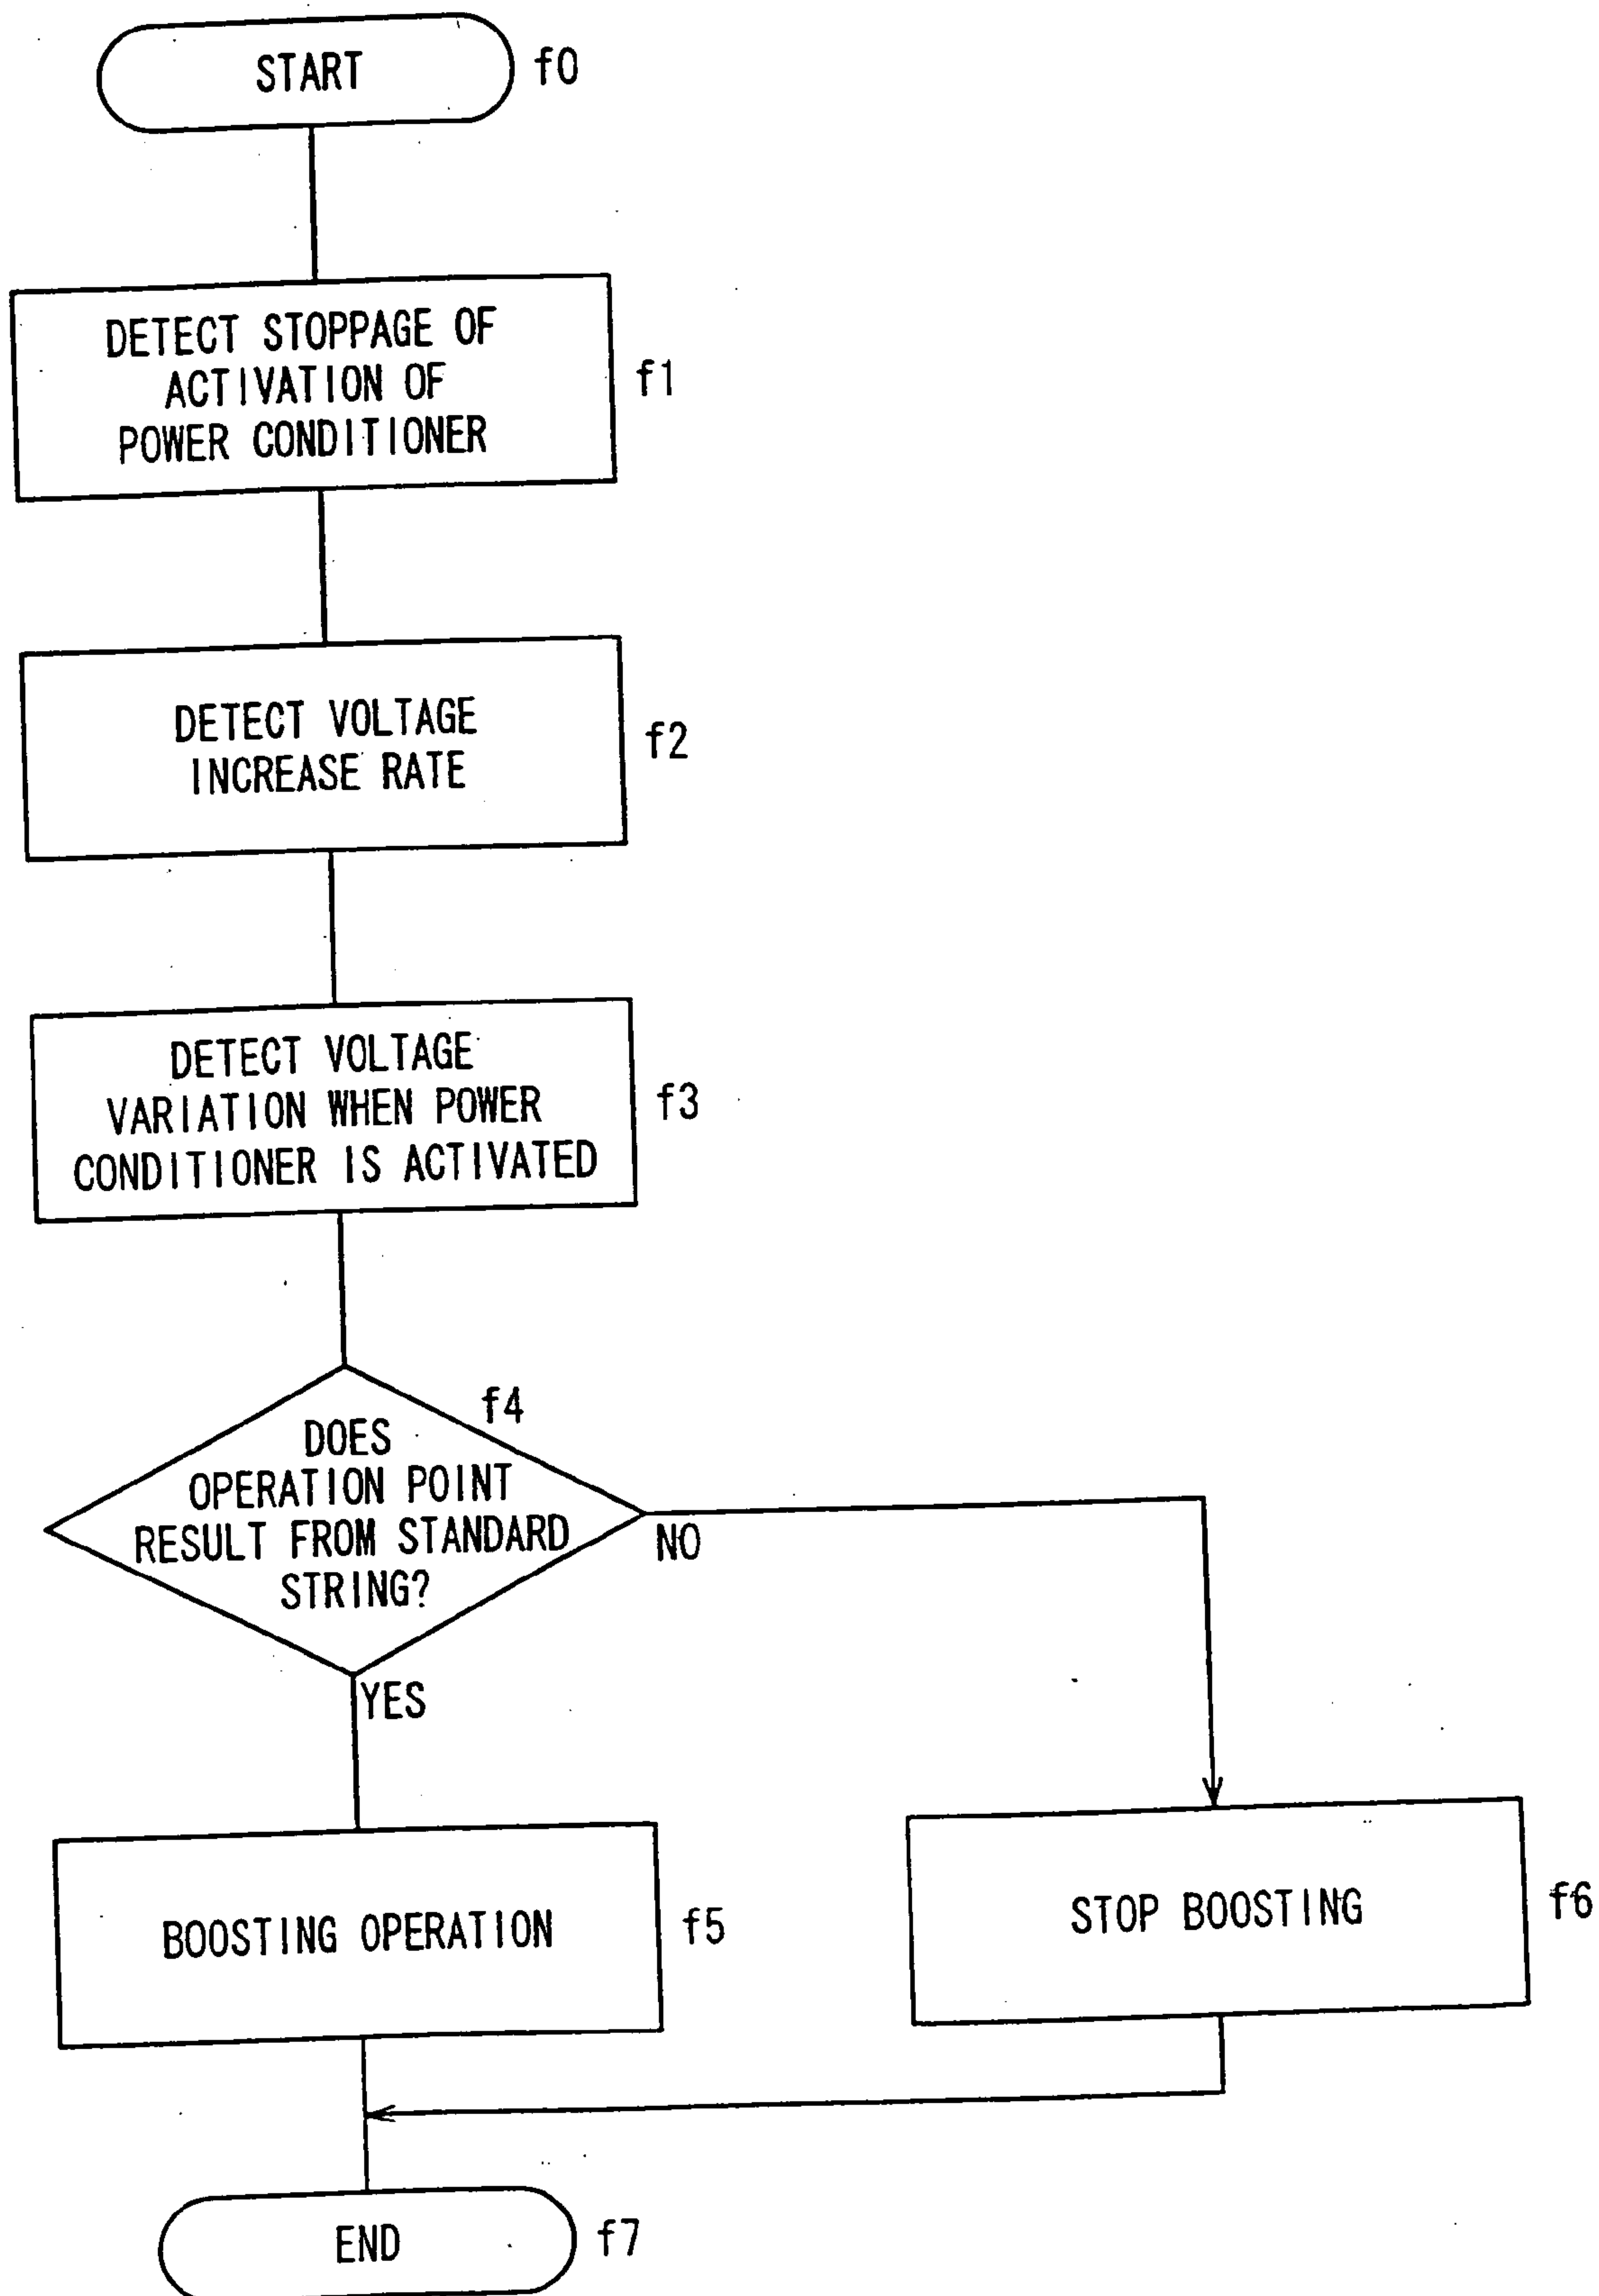 START
f0
DETECT STOPPAGE OF
ACTIVATION OF
POWER CONDITIONER
f1
DETECT VOLTAGE
INCREASE RATE
f2
DETECT VOLTAGE
VARIATION WHEN POWER
CONDITIONER IS ACTIVATED
f3
f4
DOES
OPERATION POINT
RESULT FROM STANDARD
STRING?
NO
YES
BOOSTING OPERATION
f5
STOP BOOSTING
f6
END
f7